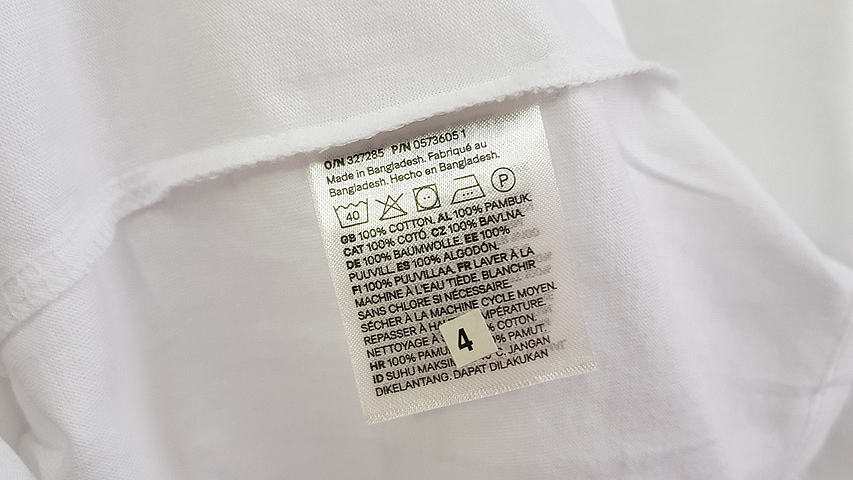 O/N 327285 P/N 0573605 1
Made in Bangladesh. Fabriqué au
Bangladesh. Hecho en Bangladesh.
40 P
GB 100% COTTON. AL 100% PAMBUK.
CAT 100% COTÓ. CZ 100% BAVLNA.
DE 100% BAUMWOLLE. EE 100%
PUUVILL. ES 100% ALGODÓN.
FI 100% PUUVILLAA. FR LAVER À LA
MACHINE À L'EAU TIÈDE. BLANCHIR
SANS CHLORE SI NÉCESSAIRE.
SÉCHER À LA MACHINE CYCLE MOYEN.
REPASSER À
NETTOYAGE À % COTON.
HR 100% % PAMUT.
ID SUHU C. JANGAN
DIKELANTANG. DAPAT DILAKUKAN
4